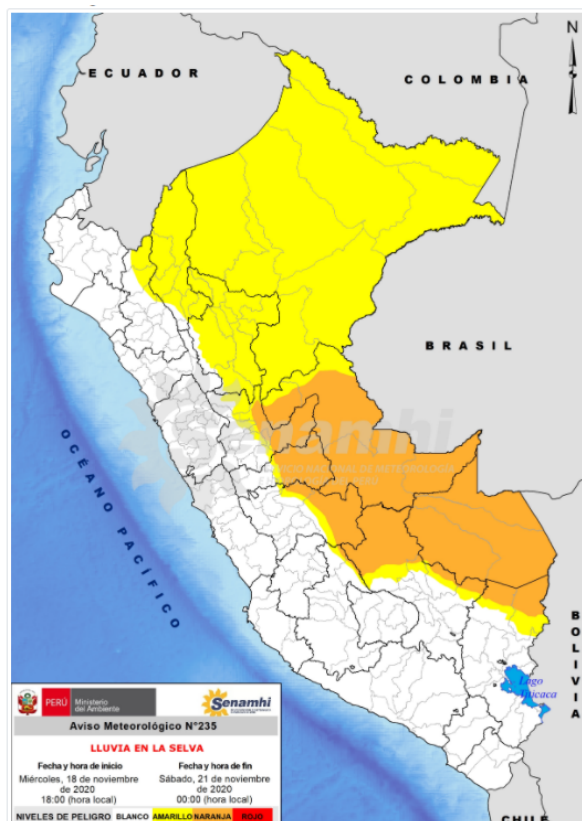 N
ECUADOR
COLOMBIA
BRASIL
Senamhi
OCÉANO PACÍFICO
BOLIVIA
Lago
Titicaca
PERÚ Ministerio
del Ambiente
Senamhi
Aviso Meteorológico N°235
LLUVIA EN LA SELVA
Fecha y hora de inicio
Miércoles, 18 de noviembre
de 2020
18:00 (hora local)
Fecha y hora de fin
Sábado, 21 de noviembre
de 2020
00:00 (hora local)
NIVELES DE PELIGRO BLANCO AMARILLO NARANJA ROJO
CHILE